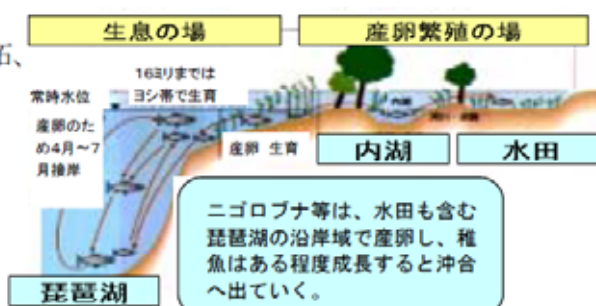 生息の場
産卵繁殖の場
拓、
16ミリまでは
ヨシ帯で生育
常時水位
産卵のた
め4月～7
月接岸
産卵 生育
内湖
水田
ニゴロブナ等は、水田も含む
琵琶湖の沿岸域で産卵し、稚
魚はある程度成長すると沖合
へ出ていく。
琵琶湖